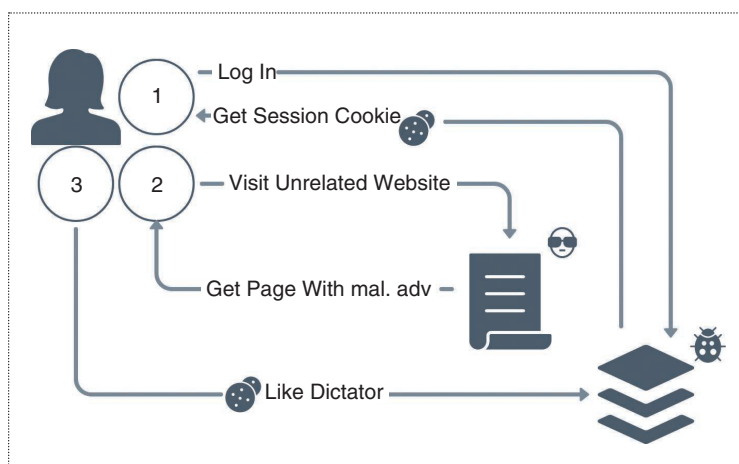 Log In
1
Get Session Cookie
3
2
Visit Unrelated Website
Get Page With mal. adv
Like Dictator